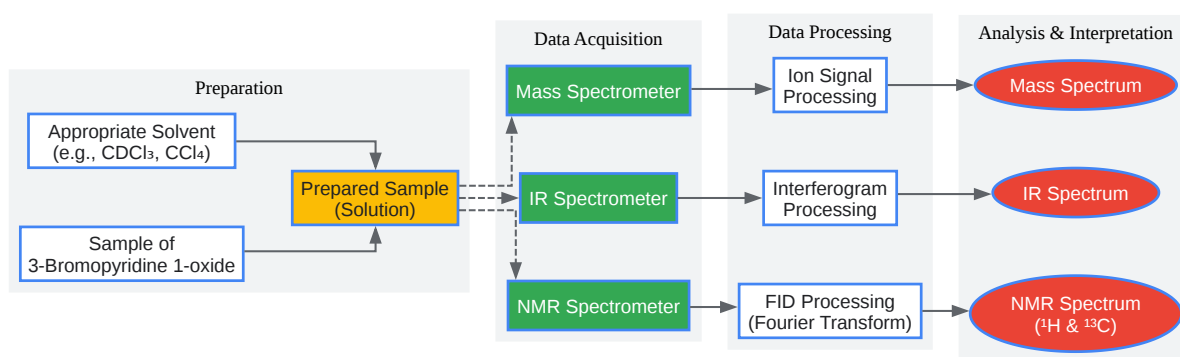 Preparation
Appropriate Solvent
(e.g., CDCl₃, CCl₄)
Sample of
3-Bromopyridine 1-oxide
Prepared Sample
(Solution)
Data Acquisition
Mass Spectrometer
IR Spectrometer
NMR Spectrometer
Data Processing
Ion Signal
Processing
Interferogram
Processing
FID Processing
(Fourier Transform)
Analysis & Interpretation
Mass Spectrum
IR Spectrum
NMR Spectrum
(¹H & ¹³C)